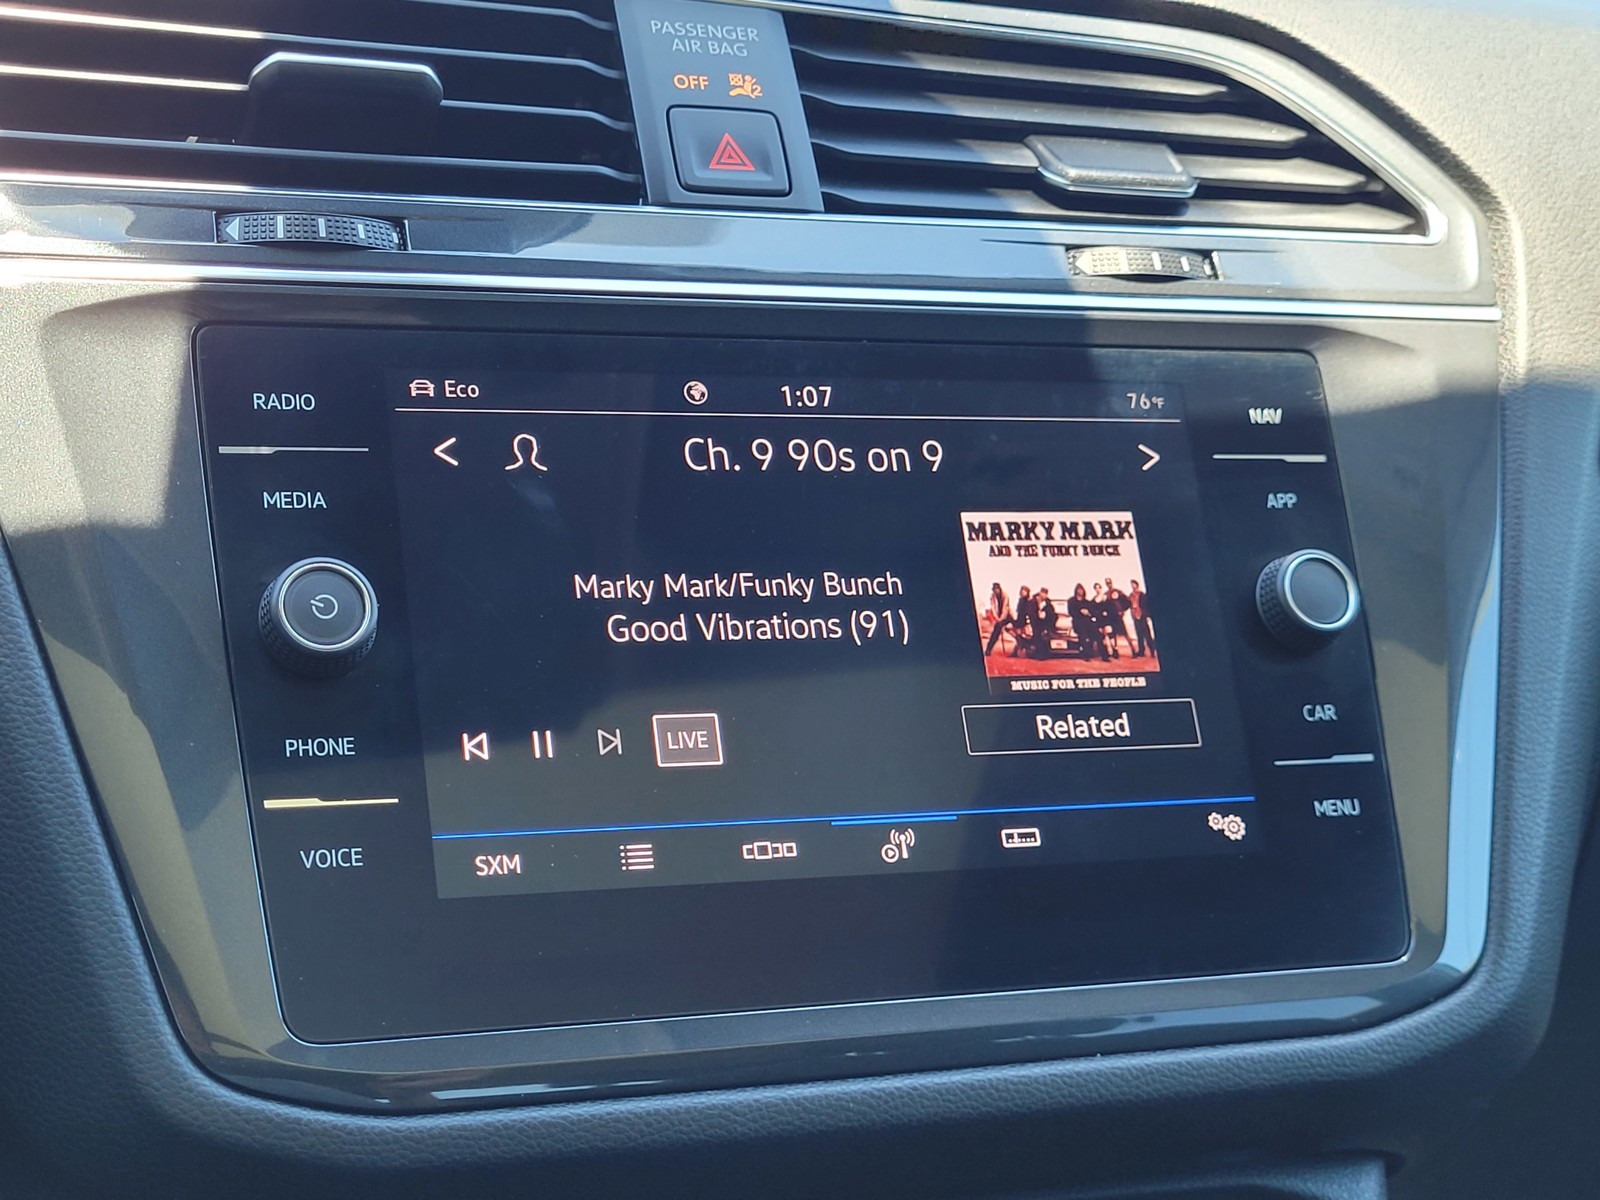 PASSENGER
AIR BAG
OFF
2
RADIO
MEDIA
PHONE
VOICE
Eco
1:07
76°F
Ch. 9 90s on 9
Marky Mark/Funky Bunch
Good Vibrations (91)
MARKY MARK
AND THE FUNKY BUNCH
MUSIC FOR THE PEOPLE
LIVE
Related
SXM
NAV
APP
CAR
MENU